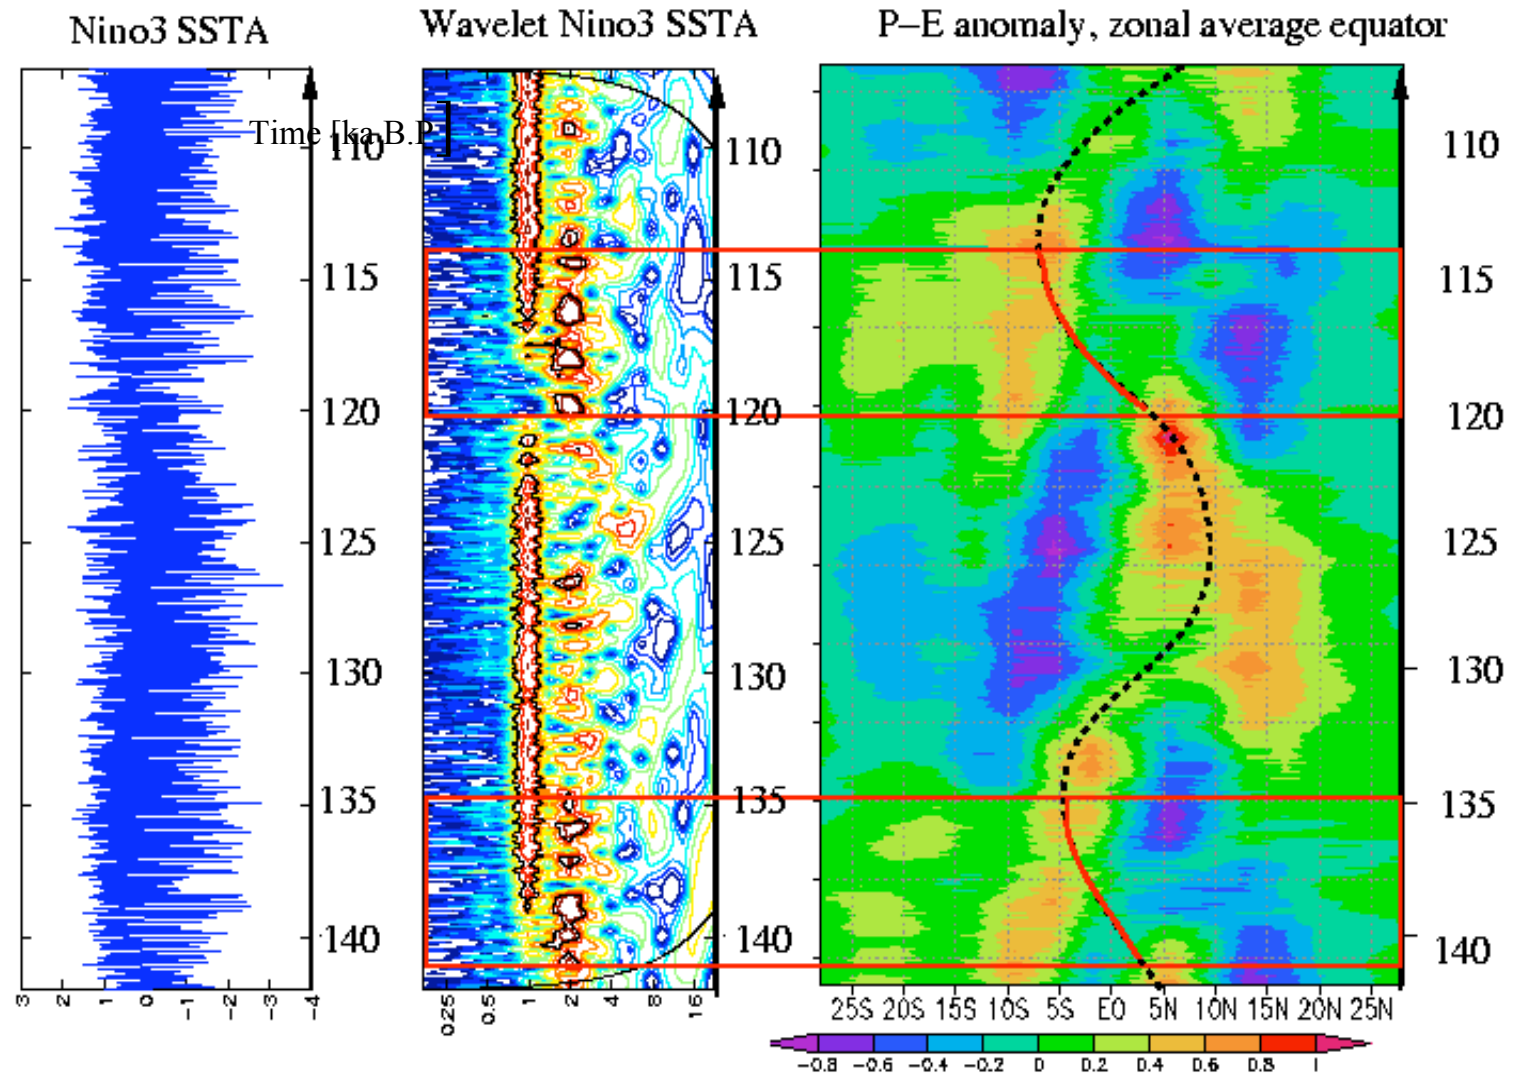 Nino3 SSTA
Wavelet Nino3 SSTA
P–E anomaly, zonal average equator
Time [ka B.P.]
110
115
120
125
130
135
140
3 2 1 0 -1 -2 -3 -4
110
115
120
125
130
135
140
0.25 0.5 1 2 4 8 16
110
115
120
125
130
135
140
25S 20S 15S 10S 5S EQ 5N 10N 15N 20N 25N
-0.8 -0.6 -0.4 -0.2 0 0.2 0.4 0.6 0.8 1